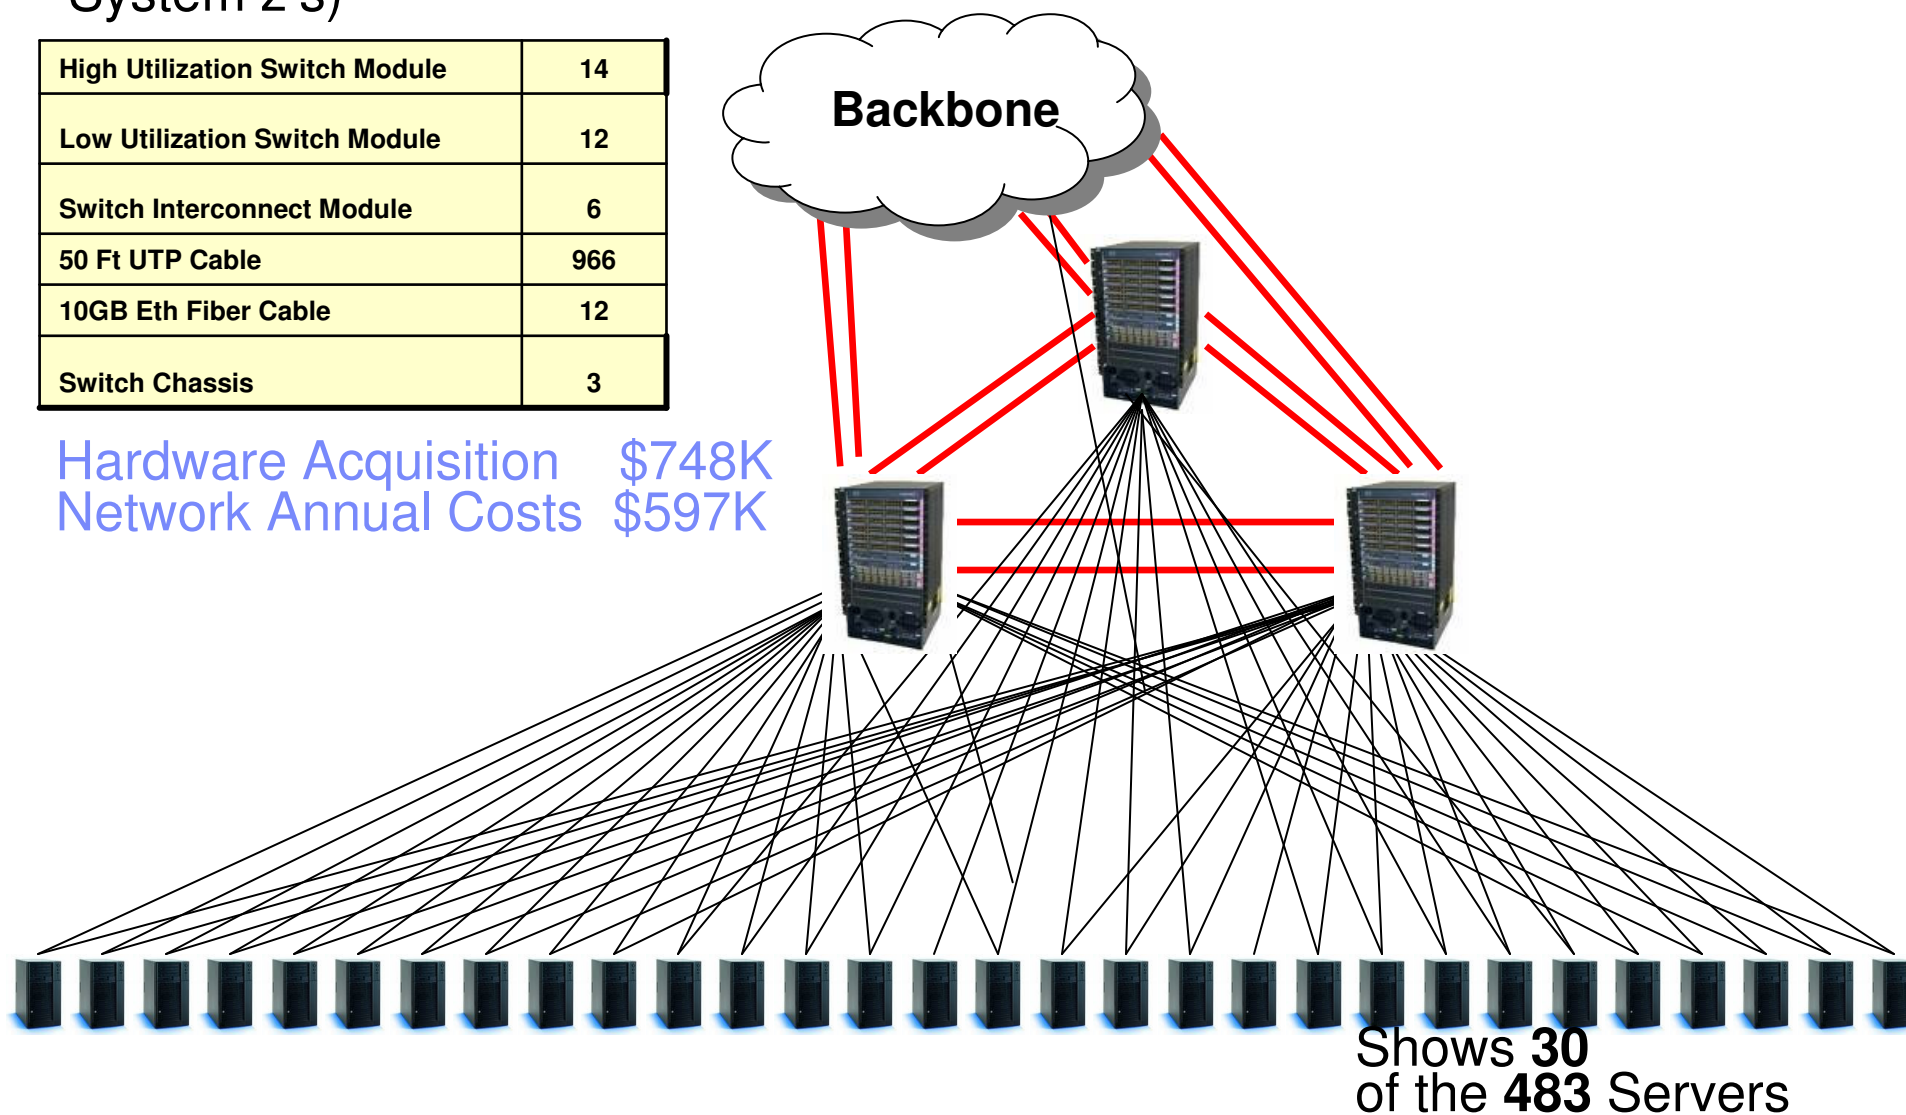 System z's)
High Utilization Switch Module 14
Low Utilization Switch Module 12
Switch Interconnect Module 6
50 Ft UTP Cable 966
10GB Eth Fiber Cable 12
Switch Chassis 3
Backbone
Hardware Acquisition $748K
Network Annual Costs $597K
Shows 30
of the 483 Servers